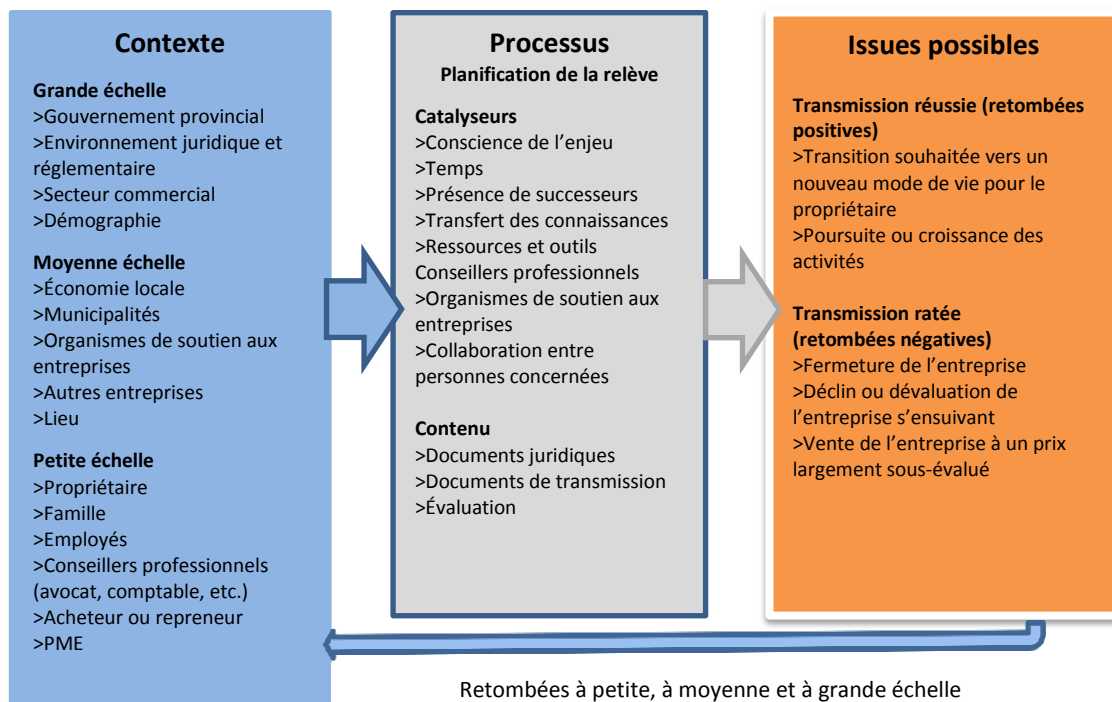 Contexte
Grande échelle
>Gouvernement provincial
>Environnement juridique et
réglementaire
>Secteur commercial
>Démographie
Moyenne échelle
>Économie locale
>Municipalités
>Organismes de soutien aux
entreprises
>Autres entreprises
>Lieu
Petite échelle
>Propriétaire
>Famille
>Employés
>Conseillers professionnels
(avocat, comptable, etc.)
>Acheteur ou repreneur
>PME
Processus
Planification de la relève
Catalyseurs
>Conscience de l’enjeu
>Temps
>Présence de successeurs
>Transfert des connaissances
>Ressources et outils
Conseillers professionnels
>Organismes de soutien aux
entreprises
>Collaboration entre
personnes concernées
Contenu
>Documents juridiques
>Documents de transmission
>Évaluation
Issues possibles
Transmission réussie (retombées
positives)
>Transition souhaitée vers un
nouveau mode de vie pour le
propriétaire
>Poursuite ou croissance des
activités
Transmission ratée
(retombées négatives)
>Fermeture de l’entreprise
>Déclin ou dévaluation de
l’entreprise s’ensuivant
>Vente de l’entreprise à un prix
largement sous-évalué
Retombées à petite, à moyenne et à grande échelle